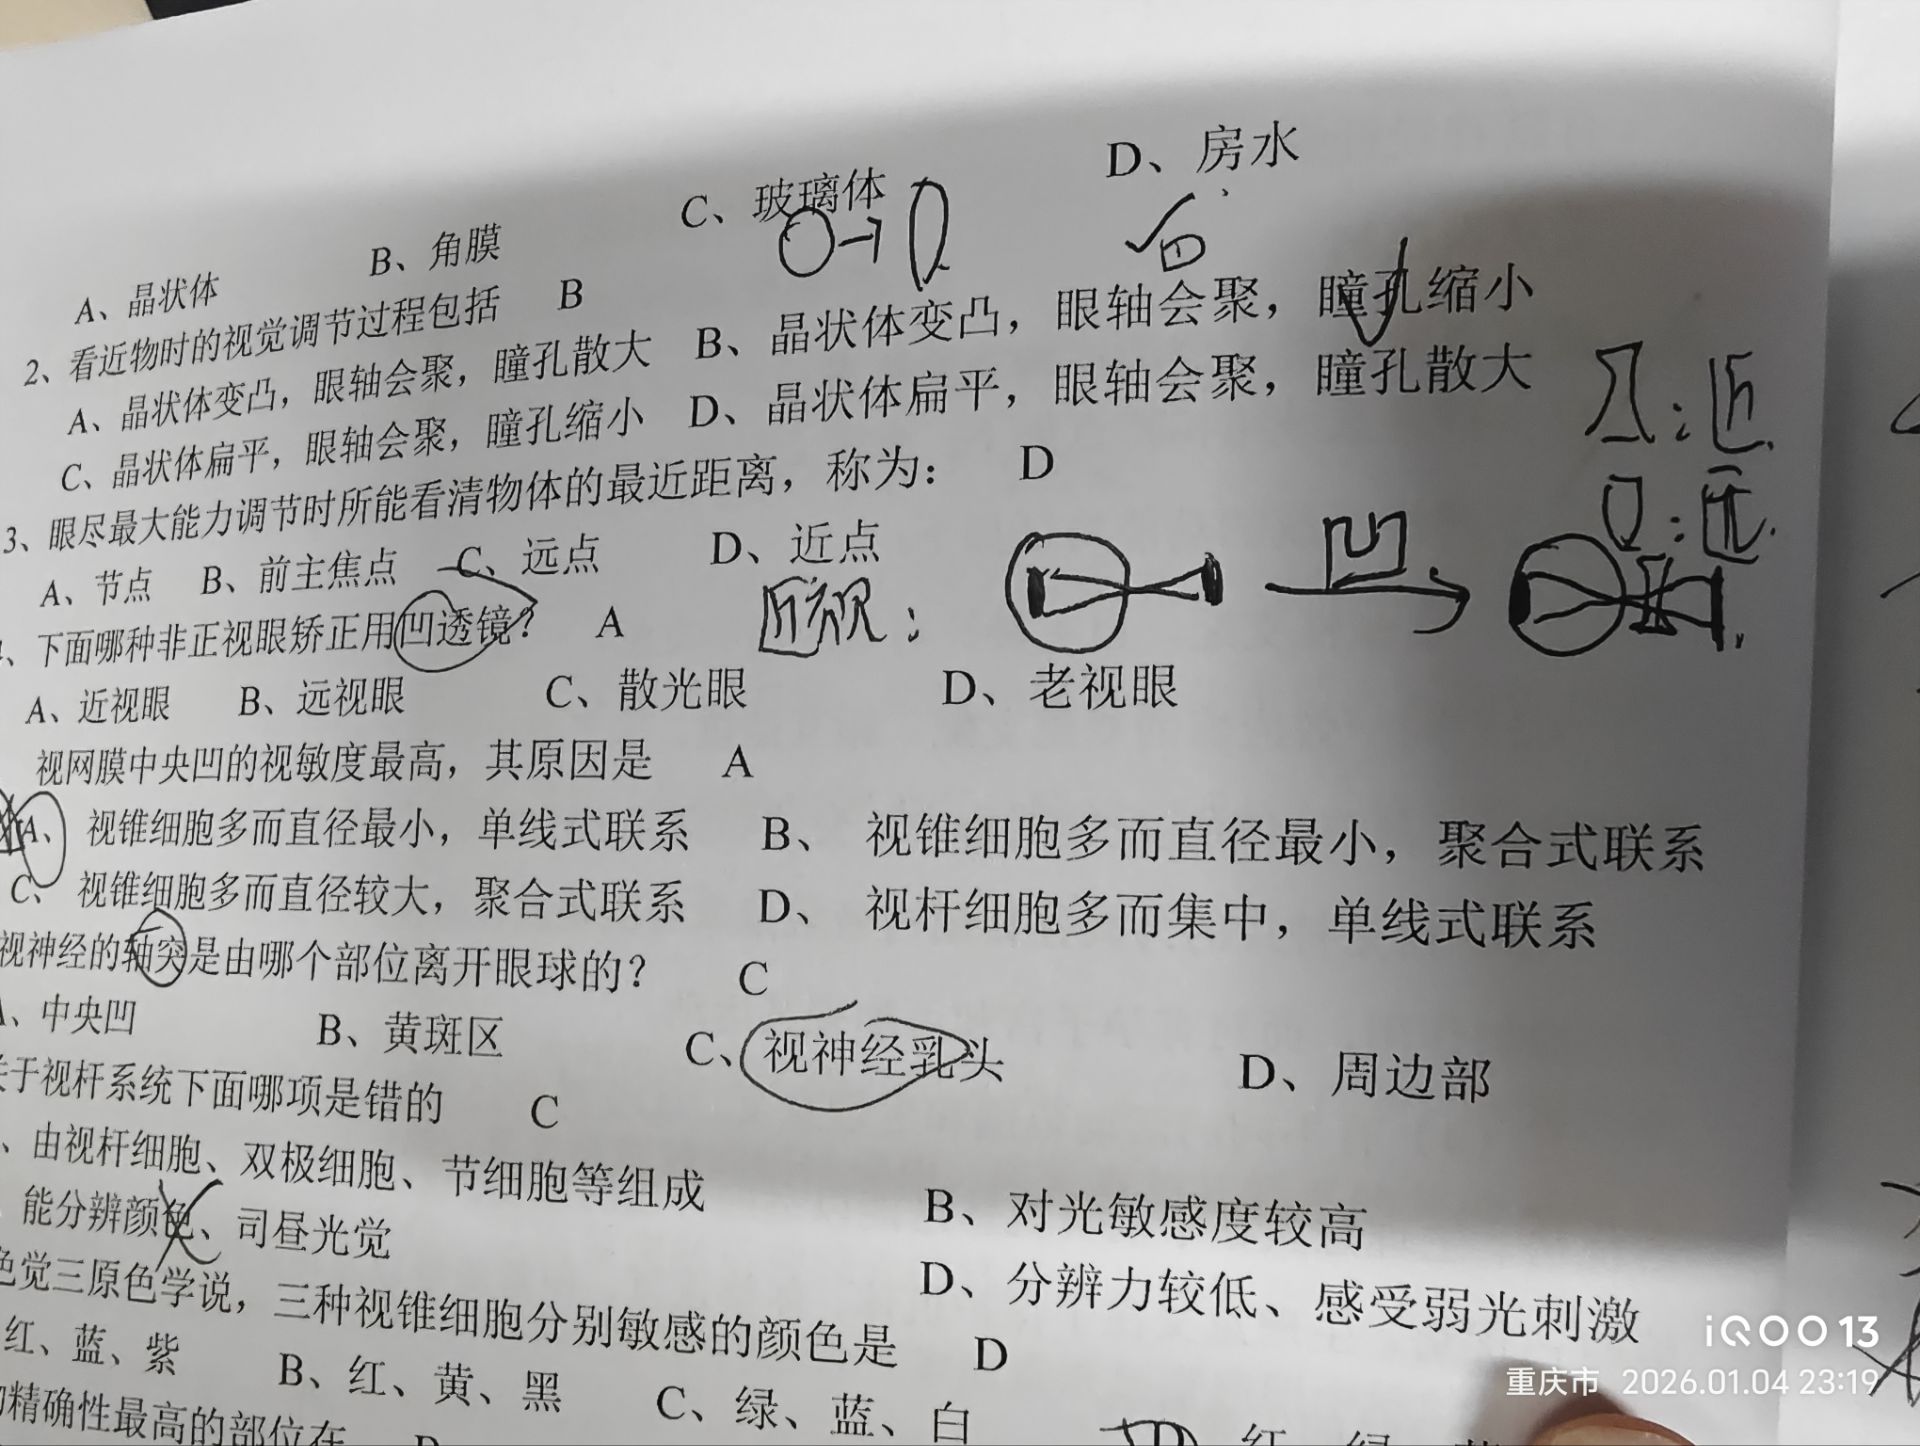 A、晶状体 B、角膜 C、玻璃体 D、房水
2、看近物时的视觉调节过程包括 B
A、晶状体变凸，眼轴会聚，瞳孔散大 B、晶状体变凸，眼轴会聚，瞳孔缩小
C、晶状体扁平，眼轴会聚，瞳孔缩小 D、晶状体扁平，眼轴会聚，瞳孔散大
：近
：远
3、眼尽最大能力调节时所能看清物体的最近距离，称为： D
A、节点 B、前主焦点 C、远点 D、近点
、下面哪种非正视眼矫正用凹透镜？ A
近视： 凹
A、近视眼 B、远视眼 C、散光眼 D、老视眼
视网膜中央凹的视敏度最高，其原因是 A
A、视锥细胞多而直径最小，单线式联系 B、视锥细胞多而直径最小，聚合式联系
C、视锥细胞多而直径较大，聚合式联系 D、视杆细胞多而集中，单线式联系
视神经的轴突是由哪个部位离开眼球的？ C
A、中央凹 B、黄斑区 C、视神经乳头 D、周边部
关于视杆系统下面哪项是错的 C
、由视杆细胞、双极细胞、节细胞等组成 B、对光敏感度较高
能分辨颜色、司昼光觉 D、分辨力较低、感受弱光刺激
色觉三原色学说，三种视锥细胞分别敏感的颜色是 D
红、蓝、紫 B、红、黄、黑 C、绿、蓝、白 D、红
精确性最高的部位在
iQOO 13
重庆市 2026.01.04 23:19